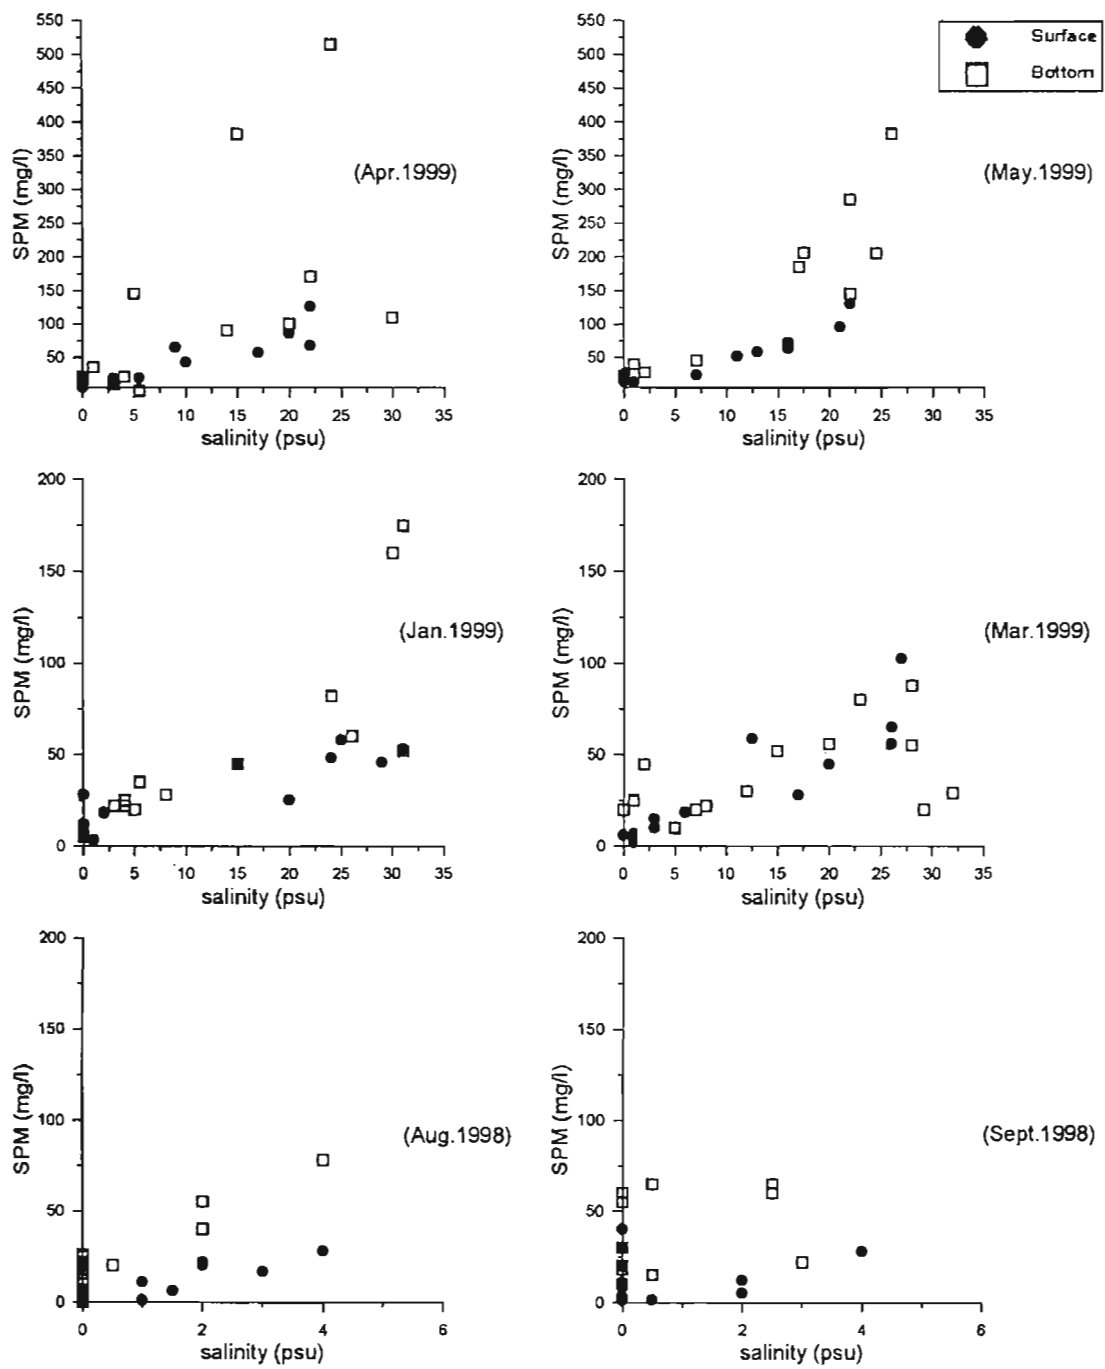 550
500
450
400
350
300
250
200
150
100
50
SPM (mg/l)
0 5 10 15 20 25 30 35
salinity (psu)
(Apr.1999)
550
500
450
400
350
300
250
200
150
100
50
SPM (mg/l)
0 5 10 15 20 25 30 35
salinity (psu)
(May.1999)
Surface
Bottom
200
150
100
50
0
SPM (mg/l)
0 5 10 15 20 25 30 35
salinity (psu)
(Jan.1999)
200
150
100
50
0
SPM (mg/l)
0 5 10 15 20 25 30 35
salinity (psu)
(Mar.1999)
200
150
100
50
0
SPM (mg/l)
0 2 4 6
salinity (psu)
(Aug.1998)
200
150
100
50
0
SPM (mg/l)
0 2 4 6
salinity (psu)
(Sept.1998)